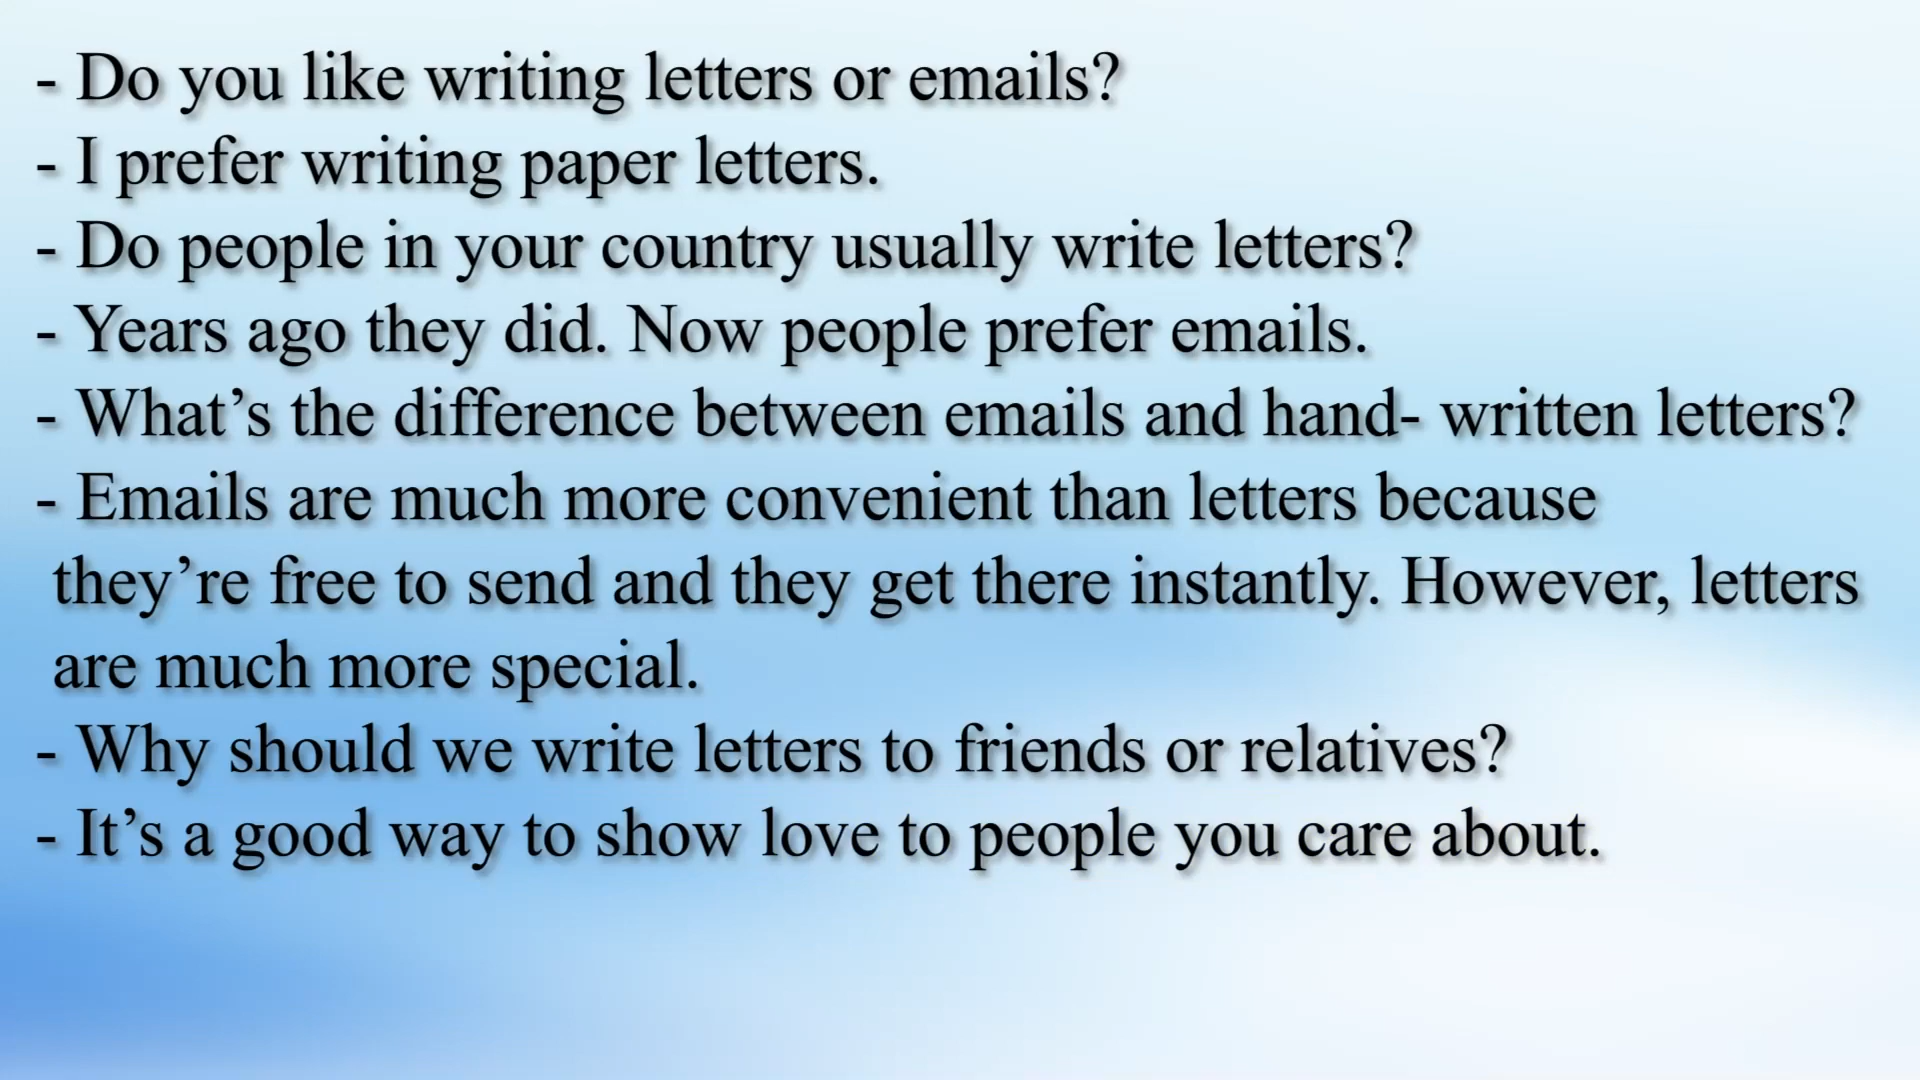 - Do you like writing letters or emails?
- I prefer writing paper letters.
- Do people in your country usually write letters?
- Years ago they did. Now people prefer emails.
- What’s the difference between emails and hand- written letters?
- Emails are much more convenient than letters because
they’re free to send and they get there instantly. However, letters
are much more special.
- Why should we write letters to friends or relatives?
- It’s a good way to show love to people you care about.